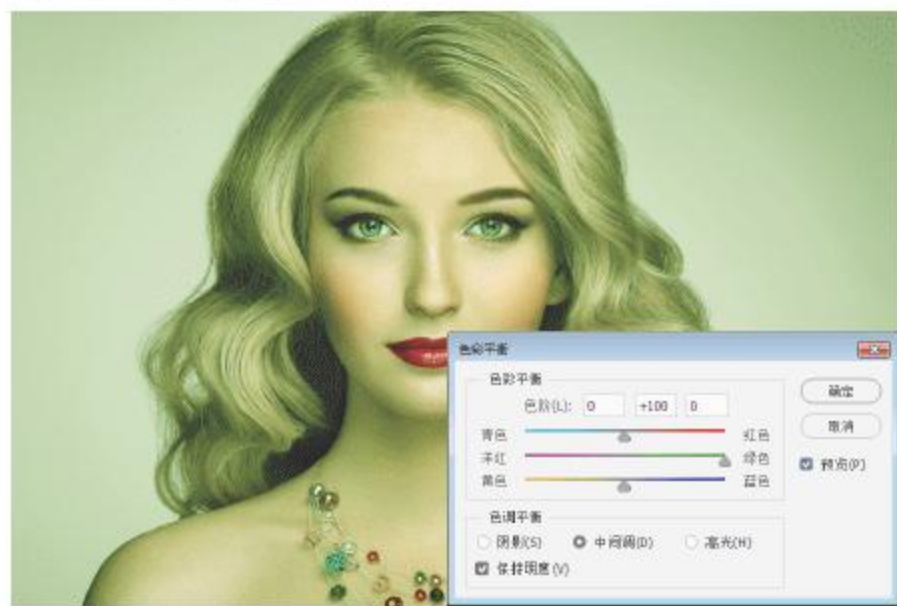 色彩平衡
色彩平衡
色阶(L): 0 +100 0
青色 红色
洋红 绿色
黄色 蓝色
色调平衡
阴影(S) 中间调(D) 高光(H)
保持明度(V)
确定
取消
预览(P)